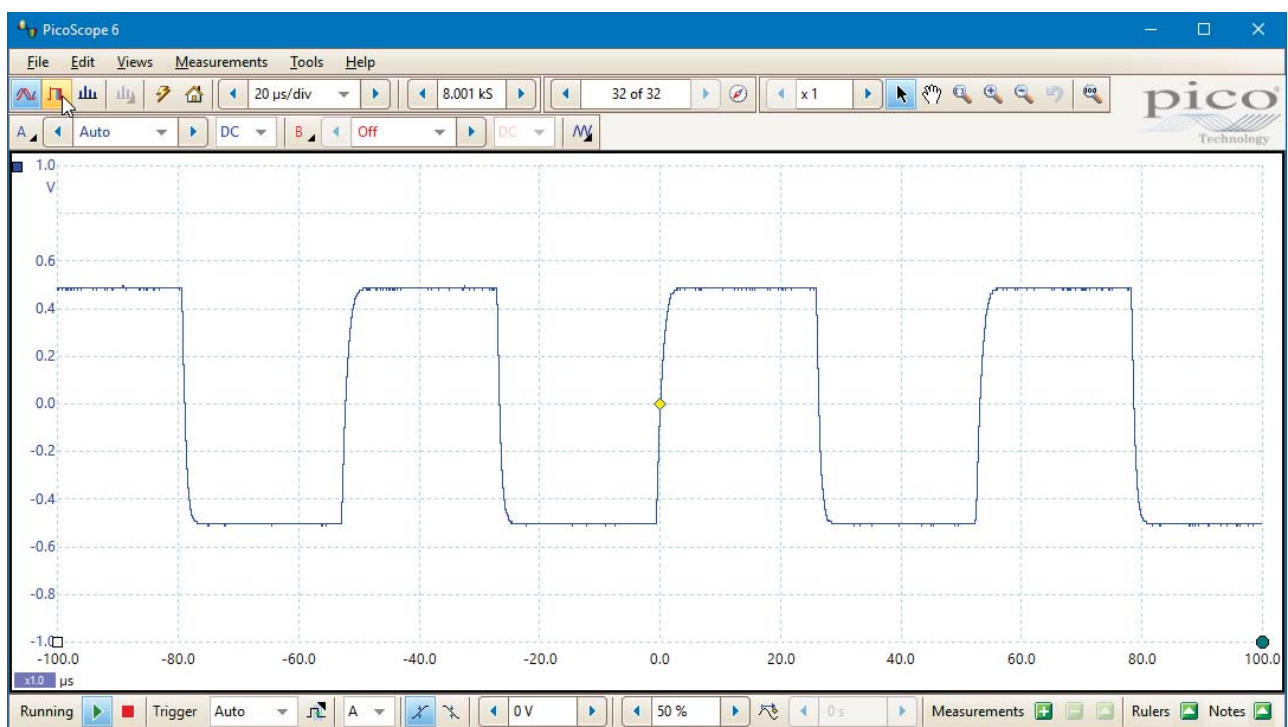 PicoScope 6
File Edit Views Measurements Tools Help
20 µs/div 8.001 kS 32 of 32 x 1
pico
Technology
A Auto DC B Off DC
1.0
V
0.6
0.4
0.2
0.0
-0.2
-0.4
-0.6
-0.8
-1.0
-100.0 -80.0 -60.0 -40.0 -20.0 0.0 20.0 40.0 60.0 80.0 100.0
x1.0 µs
Running Trigger Auto A 0 V 50 % 0 s Measurements Rulers Notes